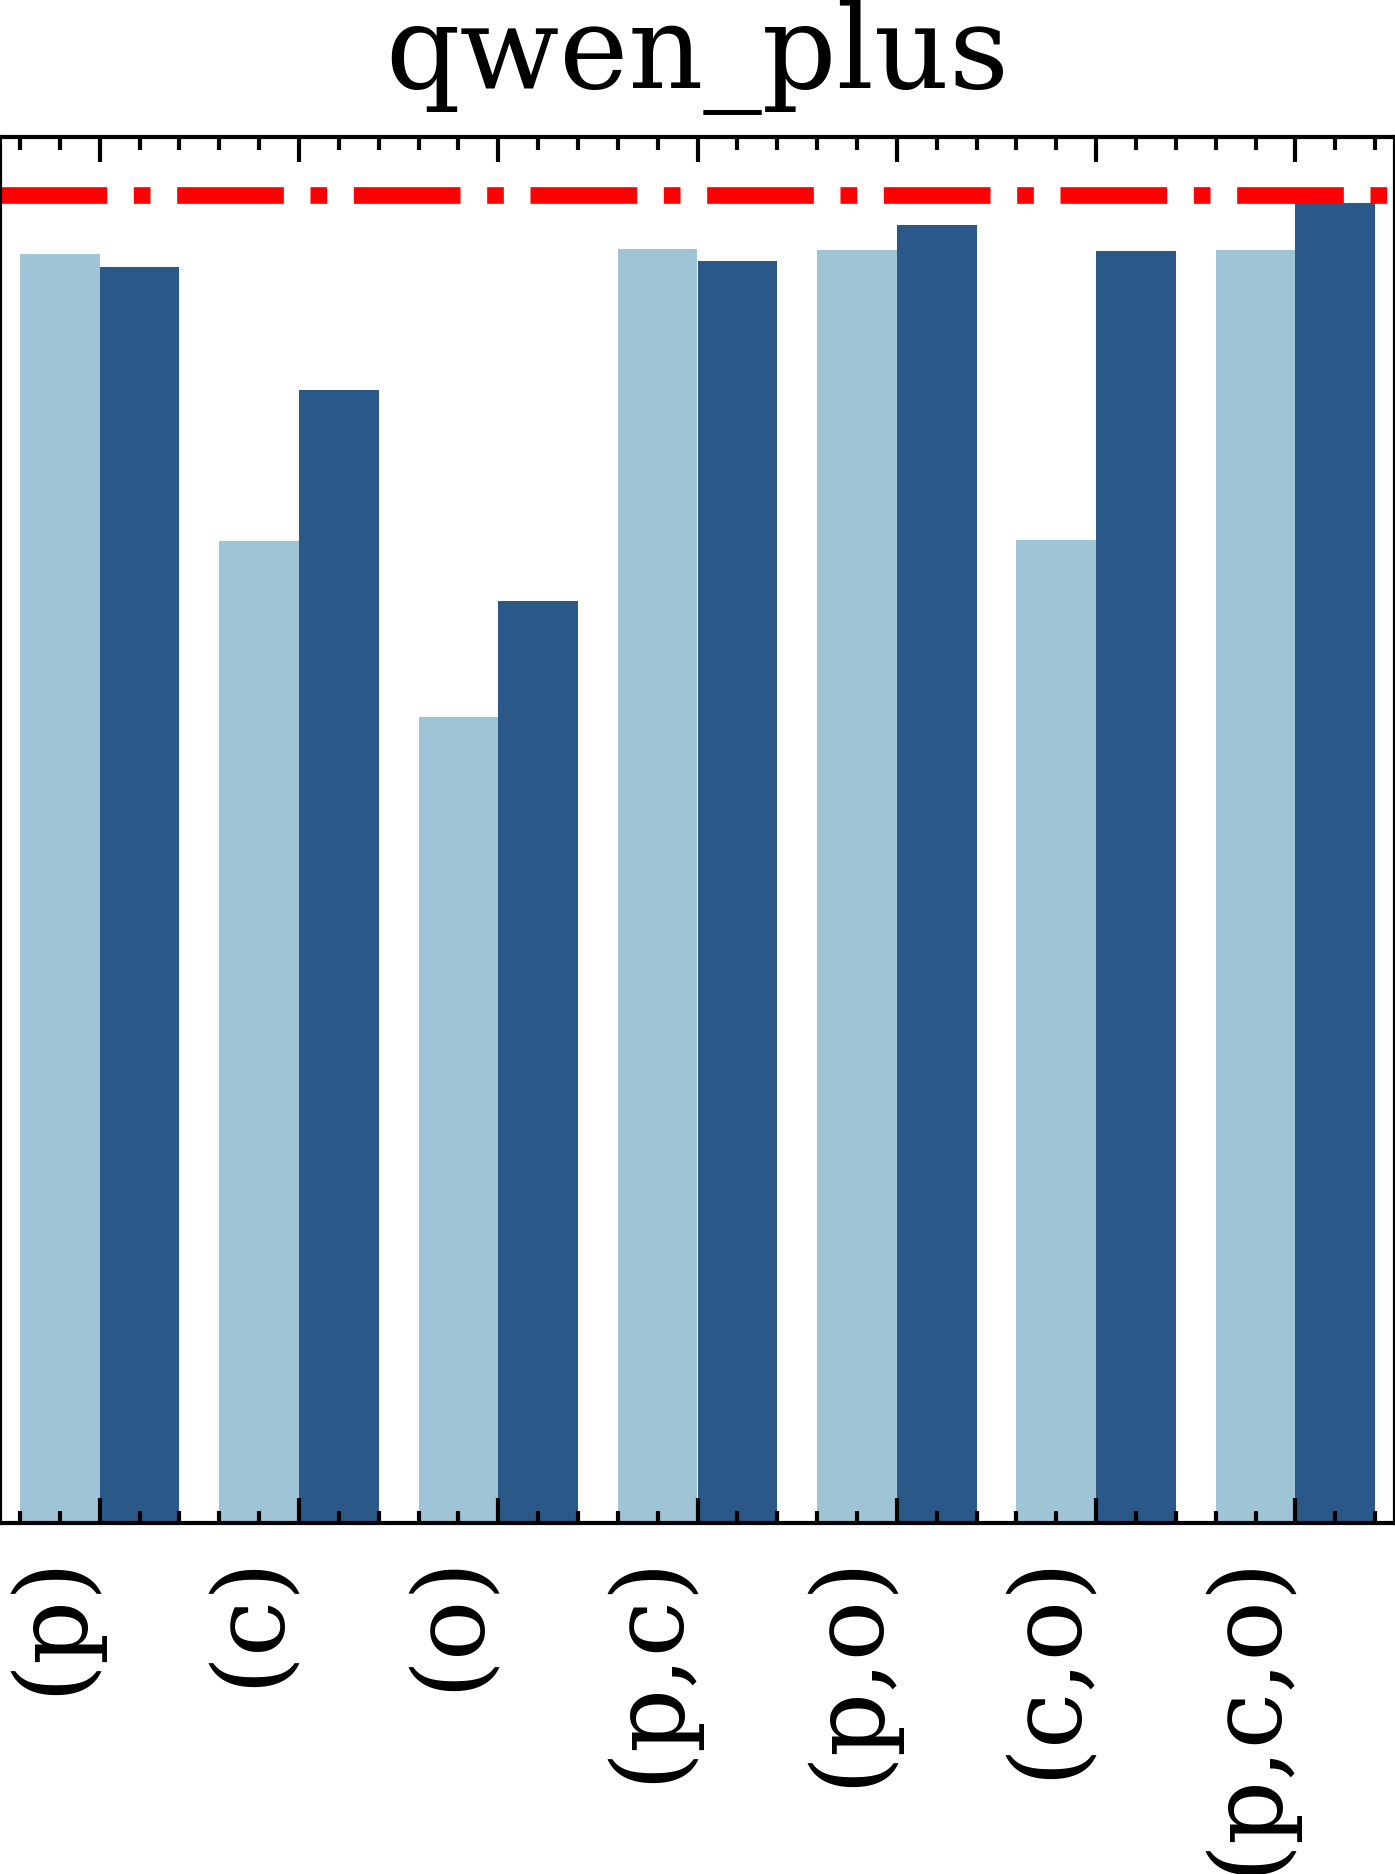 qwen_plus
(p)
(c)
(o)
(p,c)
(p,o)
(c,o)
(p,c,o)